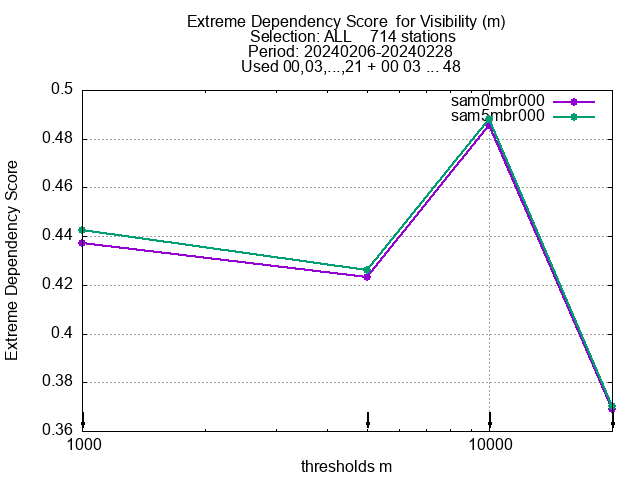 Extreme Dependency Score  for Visibility (m)
Selection: ALL    714 stations
Period: 20240206-20240228
Used 00,03,...,21 + 00 03 ... 48
sam0mbr000
sam5mbr000
Extreme Dependency Score
0.5
0.48
0.46
0.44
0.42
0.4
0.38
0.36
1000
10000
thresholds m